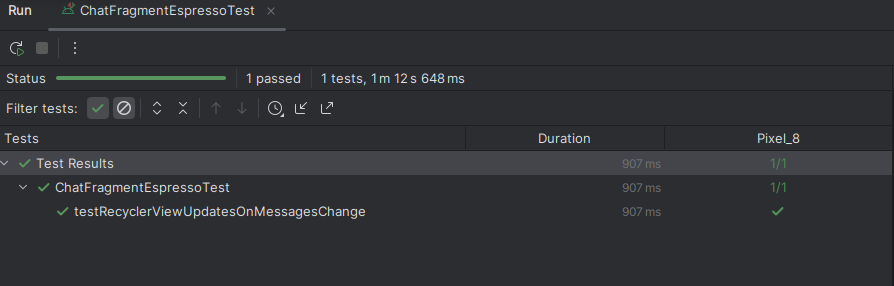 Run ChatFragmentEspressoTest
Status 1 passed 1 tests, 1 m 12 s 648 ms
Filter tests:
Tests Duration Pixel_8
Test Results 907 ms 1/1
ChatFragmentEspressoTest 907 ms 1/1
testRecyclerViewUpdatesOnMessagesChange 907 ms